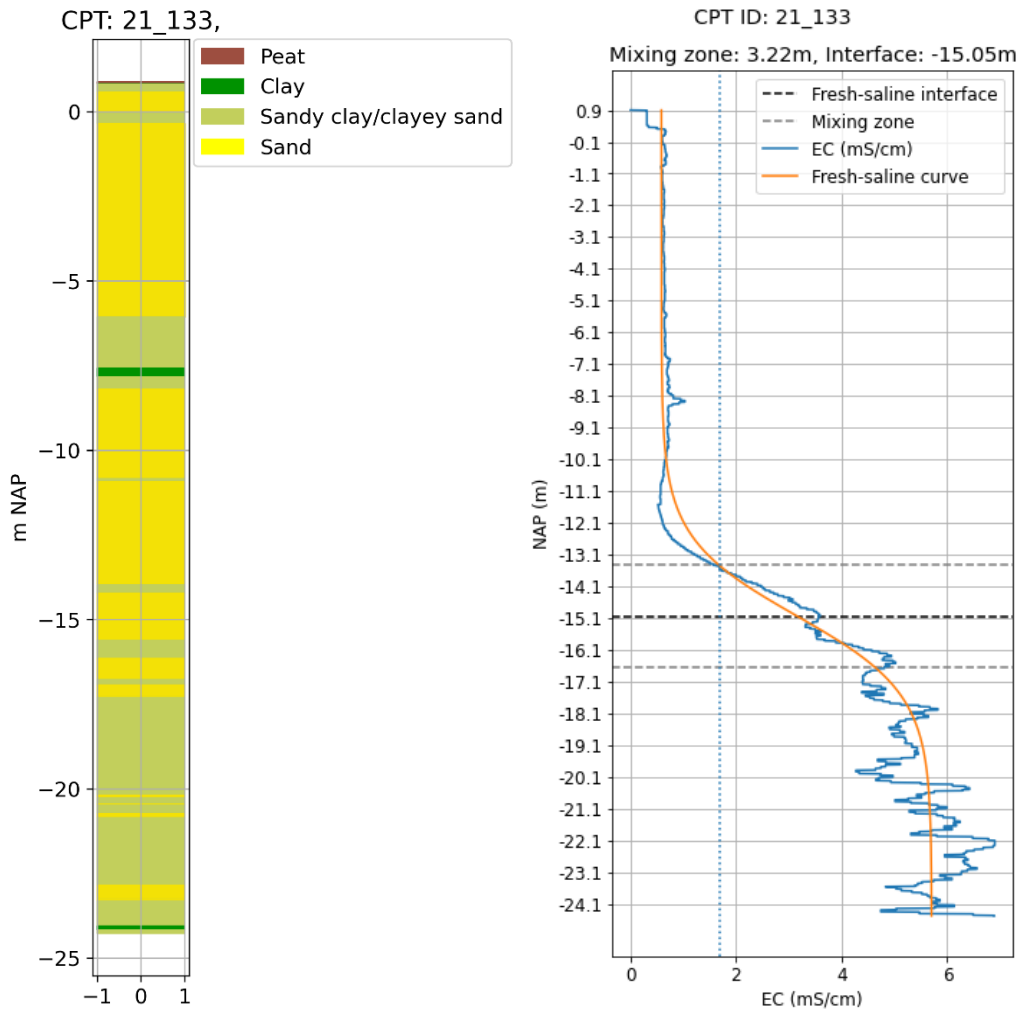 CPT: 21_133,
Peat
Clay
Sandy clay/clayey sand
Sand
0
−5
−10
−15
−20
−25
m NAP
−1 0 1
CPT ID: 21_133
Mixing zone: 3.22m, Interface: -15.05m
Fresh-saline interface
Mixing zone
EC (mS/cm)
Fresh-saline curve
0.9
-0.1
-1.1
-2.1
-3.1
-4.1
-5.1
-6.1
-7.1
-8.1
-9.1
-10.1
-11.1
-12.1
-13.1
-14.1
-15.1
-16.1
-17.1
-18.1
-19.1
-20.1
-21.1
-22.1
-23.1
-24.1
NAP (m)
0 2 4 6
EC (mS/cm)